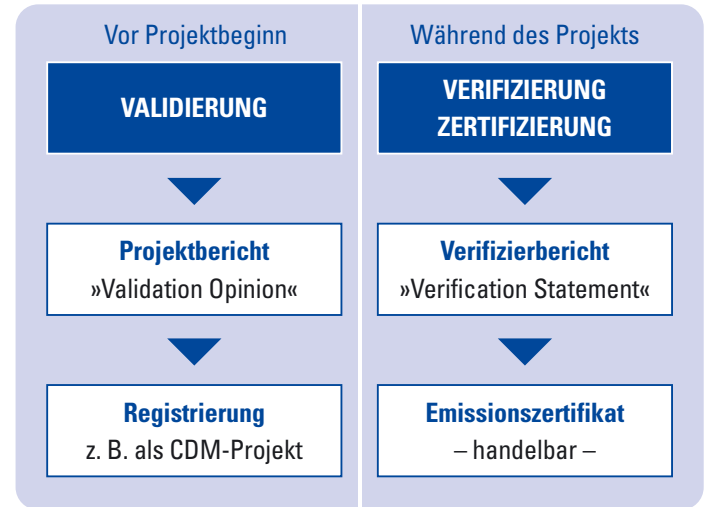 Vor Projektbeginn
VALIDIERUNG
Projektbericht
»Validation Opinion«
Registrierung
z. B. als CDM-Projekt
Während des Projekts
VERIFIZIERUNG
ZERTIFIZIERUNG
Verifizierbericht
»Verification Statement«
Emissionszertifikat
– handelbar –